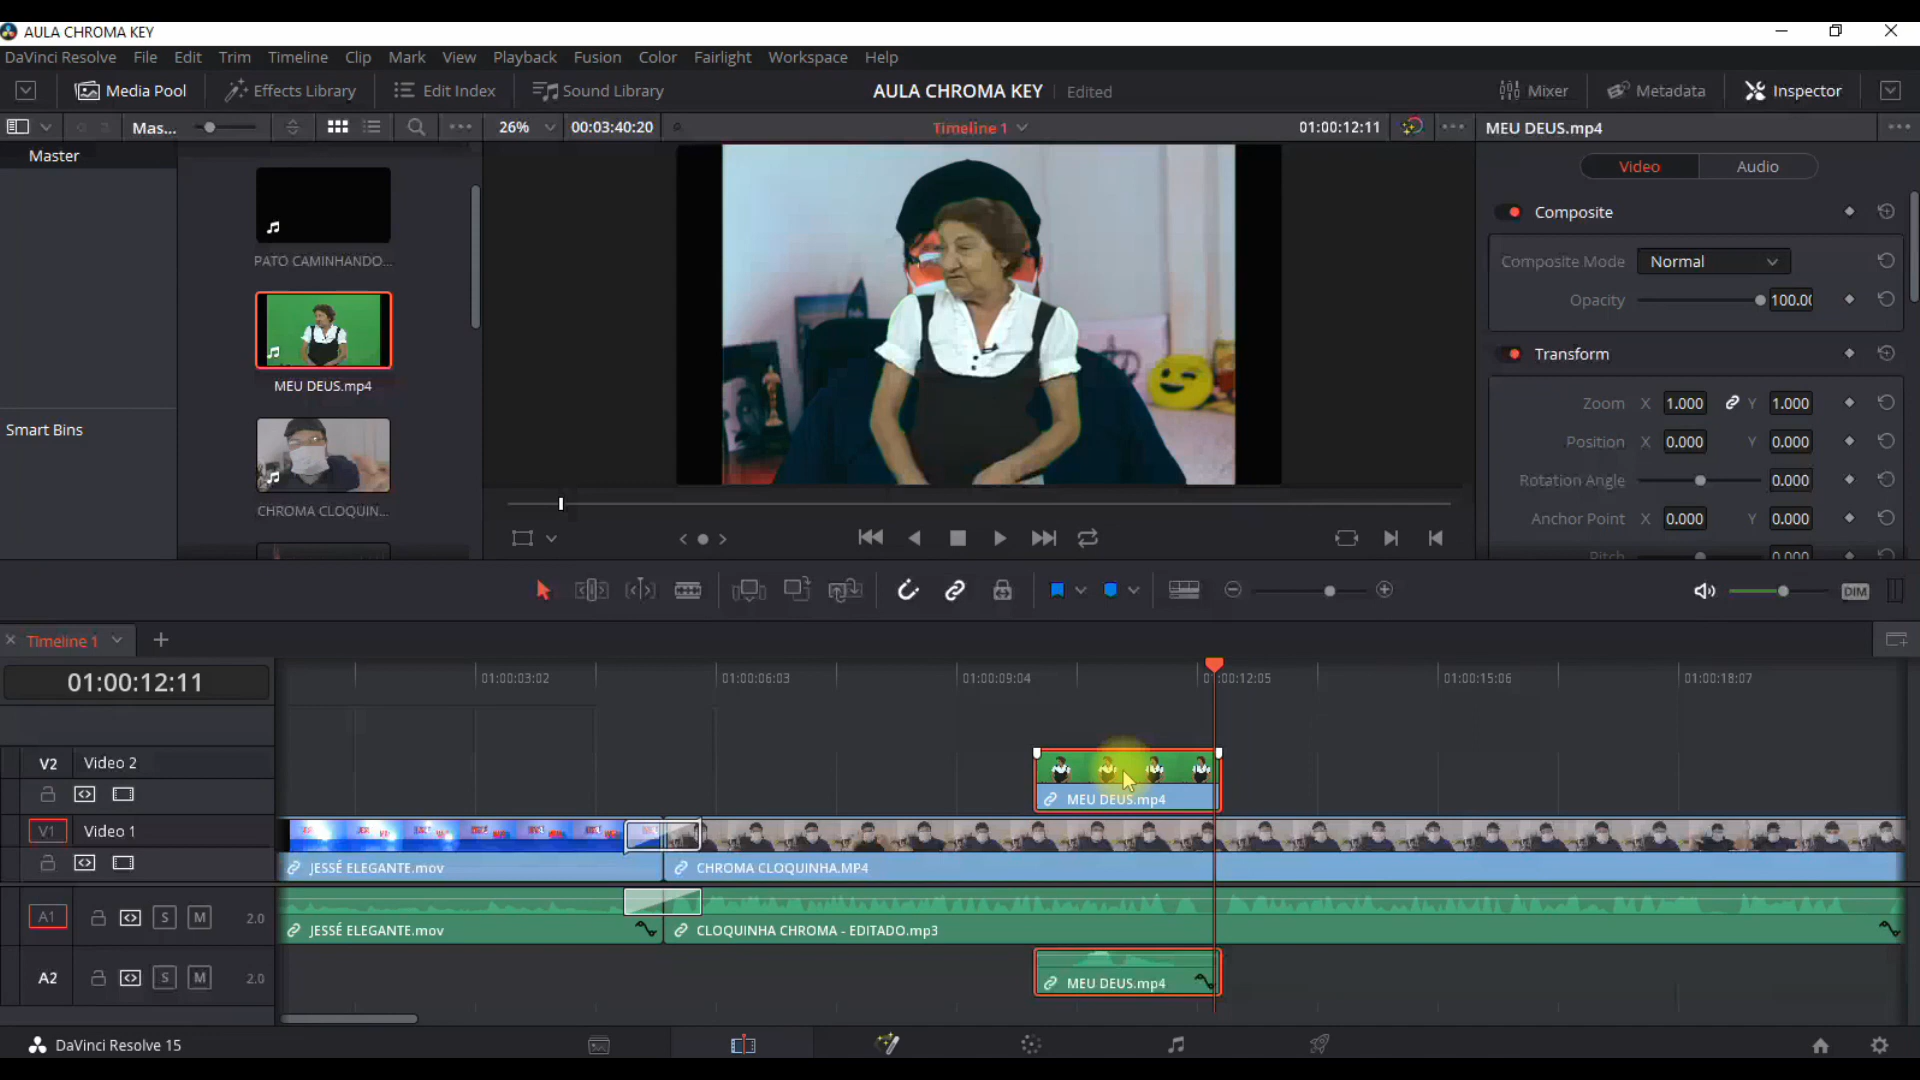 AULA CHROMA KEY
DaVinci Resolve File Edit Trim Timeline Clip Mark View Playback Fusion Color Fairlight Workspace Help
Media Pool Effects Library Edit Index Sound Library AULA CHROMA KEY Edited Mixer Metadata Inspector
Mas... 26% 00:03:40:20 Timeline 1 01:00:12:11 MEU DEUS.mp4
Master
Video Audio
Composite
PATO CAMINHANDO...
Composite Mode Normal
Opacity 100.00
Transform
MEU DEUS.mp4
Zoom X 1.000 Y 1.000
Smart Bins
Position X 0.000 Y 0.000
Rotation Angle 0.000
CHROMA CLOQUIN...
Anchor Point X 0.000 Y 0.000
Pitch 0.000
DIM
Timeline 1
01:00:12:11
01:00:03:02 01:00:06:03 01:00:09:04 01:00:12:05 01:00:15:06 01:00:18:07
V2 Video 2
MEU DEUS.mp4
V1 Video 1
JESSÉ ELEGANTE.mov CHROMA CLOQUINHA.MP4
A1 S M 2.0
JESSÉ ELEGANTE.mov CLOQUINHA CHROMA - EDITADO.mp3
A2 S M 2.0
MEU DEUS.mp4
DaVinci Resolve 15